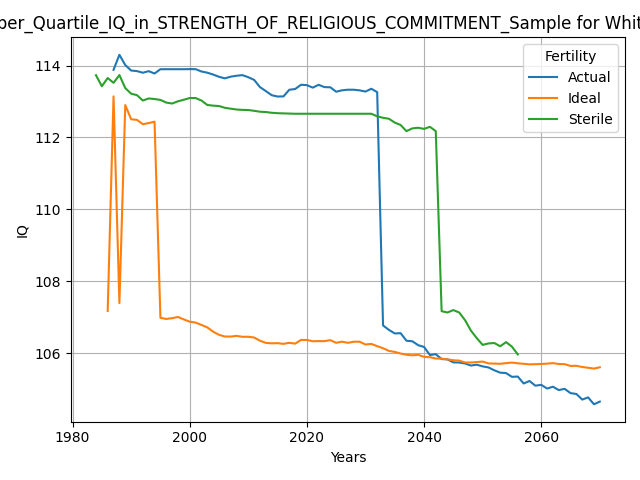 per_Quartile_IQ_in_STRENGTH_OF_RELIGIOUS_COMMITMENT_Sample for Whit
Fertility
Actual
Ideal
Sterile
114
112
110
108
106
IQ
1980
2000
2020
2040
2060
Years